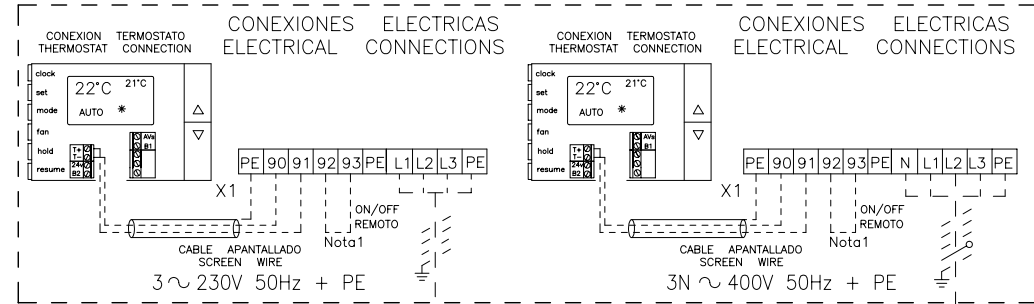 CONEXIONES ELECTRICAS
ELECTRICAL CONNECTIONS
CONEXION TERMOSTATO
THERMOSTAT CONNECTION
clock
set
mode
fan
hold
resume
22°C 21°C
AUTO *
AVs
B1
T+
T-
24v
B2
PE 90 91 92 93 PE L1 L2 L3 PE
X1
ON/OFF
REMOTO
Nota1
CABLE APANTALLADO
SCREEN WIRE
3~ 230V 50Hz + PE
CONEXIONES ELECTRICAS
ELECTRICAL CONNECTIONS
CONEXION TERMOSTATO
THERMOSTAT CONNECTION
clock
set
mode
fan
hold
resume
22°C 21°C
AUTO *
AVs
B1
T+
T-
24v
B2
PE 90 91 92 93 PE N L1 L2 L3 PE
X1
ON/OFF
REMOTO
Nota1
CABLE APANTALLADO
SCREEN WIRE
3N ~ 400V 50Hz + PE